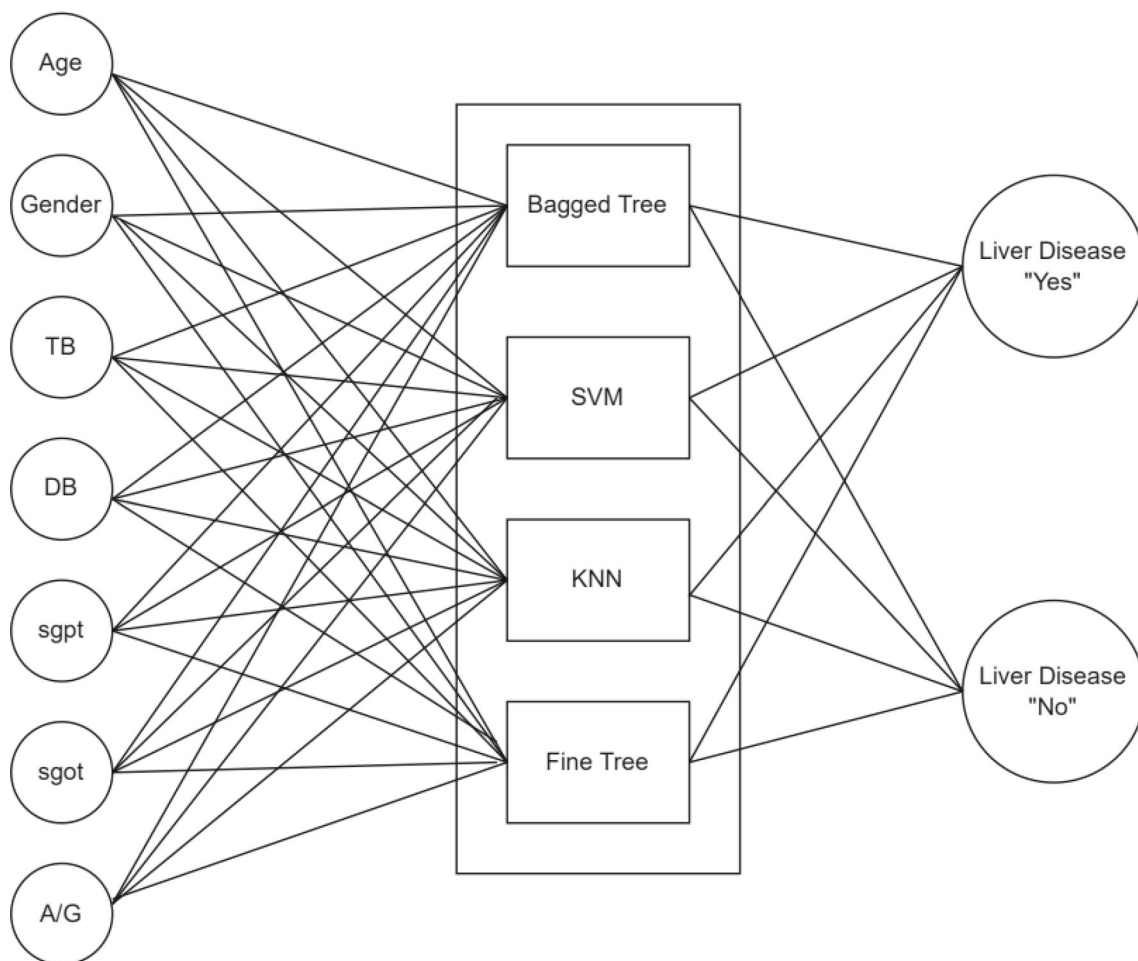 Age
Gender
TB
DB
sgpt
sgot
A/G
Bagged Tree
SVM
KNN
Fine Tree
Liver Disease
"Yes"
Liver Disease
"No"